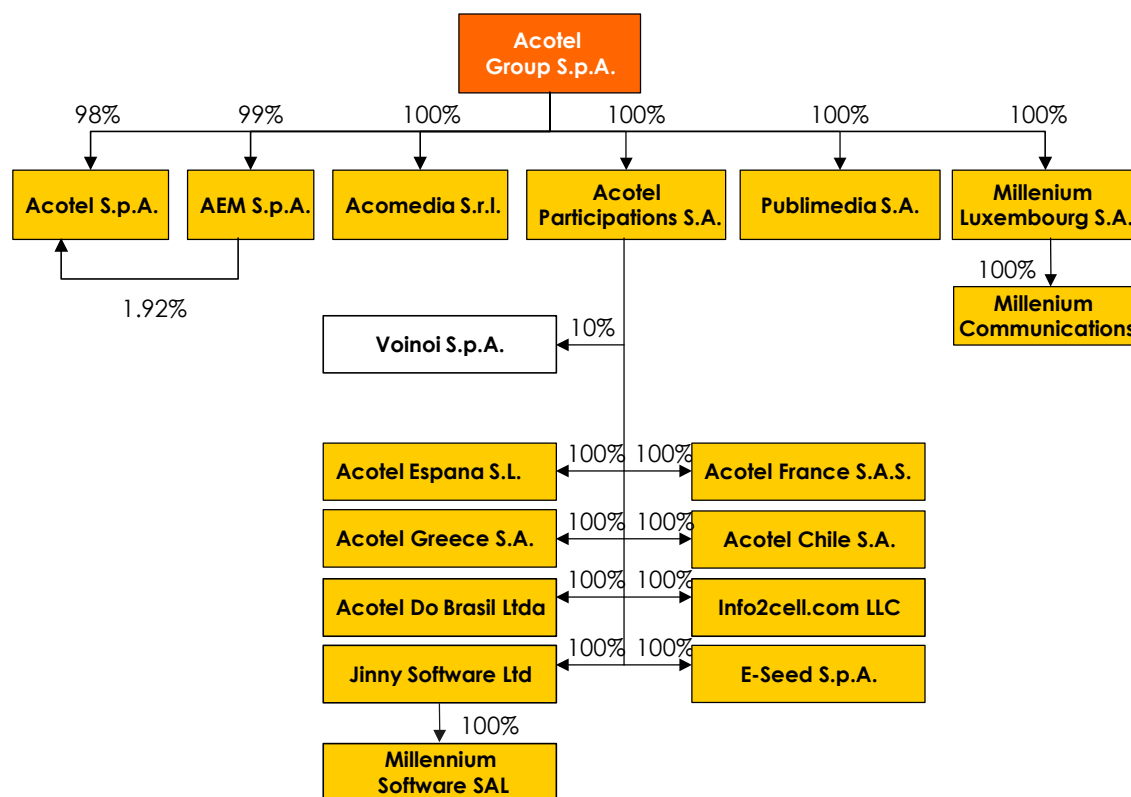 Acotel
Group S.p.A.
98%
99%
100%
100%
100%
100%
Acotel S.p.A.
AEM S.p.A.
Acomedia S.r.l.
Acotel
Participations S.A.
Publimedia S.A.
Millenium
Luxembourg S.A.
1.92%
100%
Millenium
Communications
10%
Voinoi S.p.A.
100%
100%
Acotel Espana S.L.
Acotel France S.A.S.
100%
100%
Acotel Greece S.A.
Acotel Chile S.A.
100%
100%
Acotel Do Brasil Ltda
Info2cell.com LLC
100%
100%
Jinny Software Ltd
E-Seed S.p.A.
100%
Millennium
Software SAL